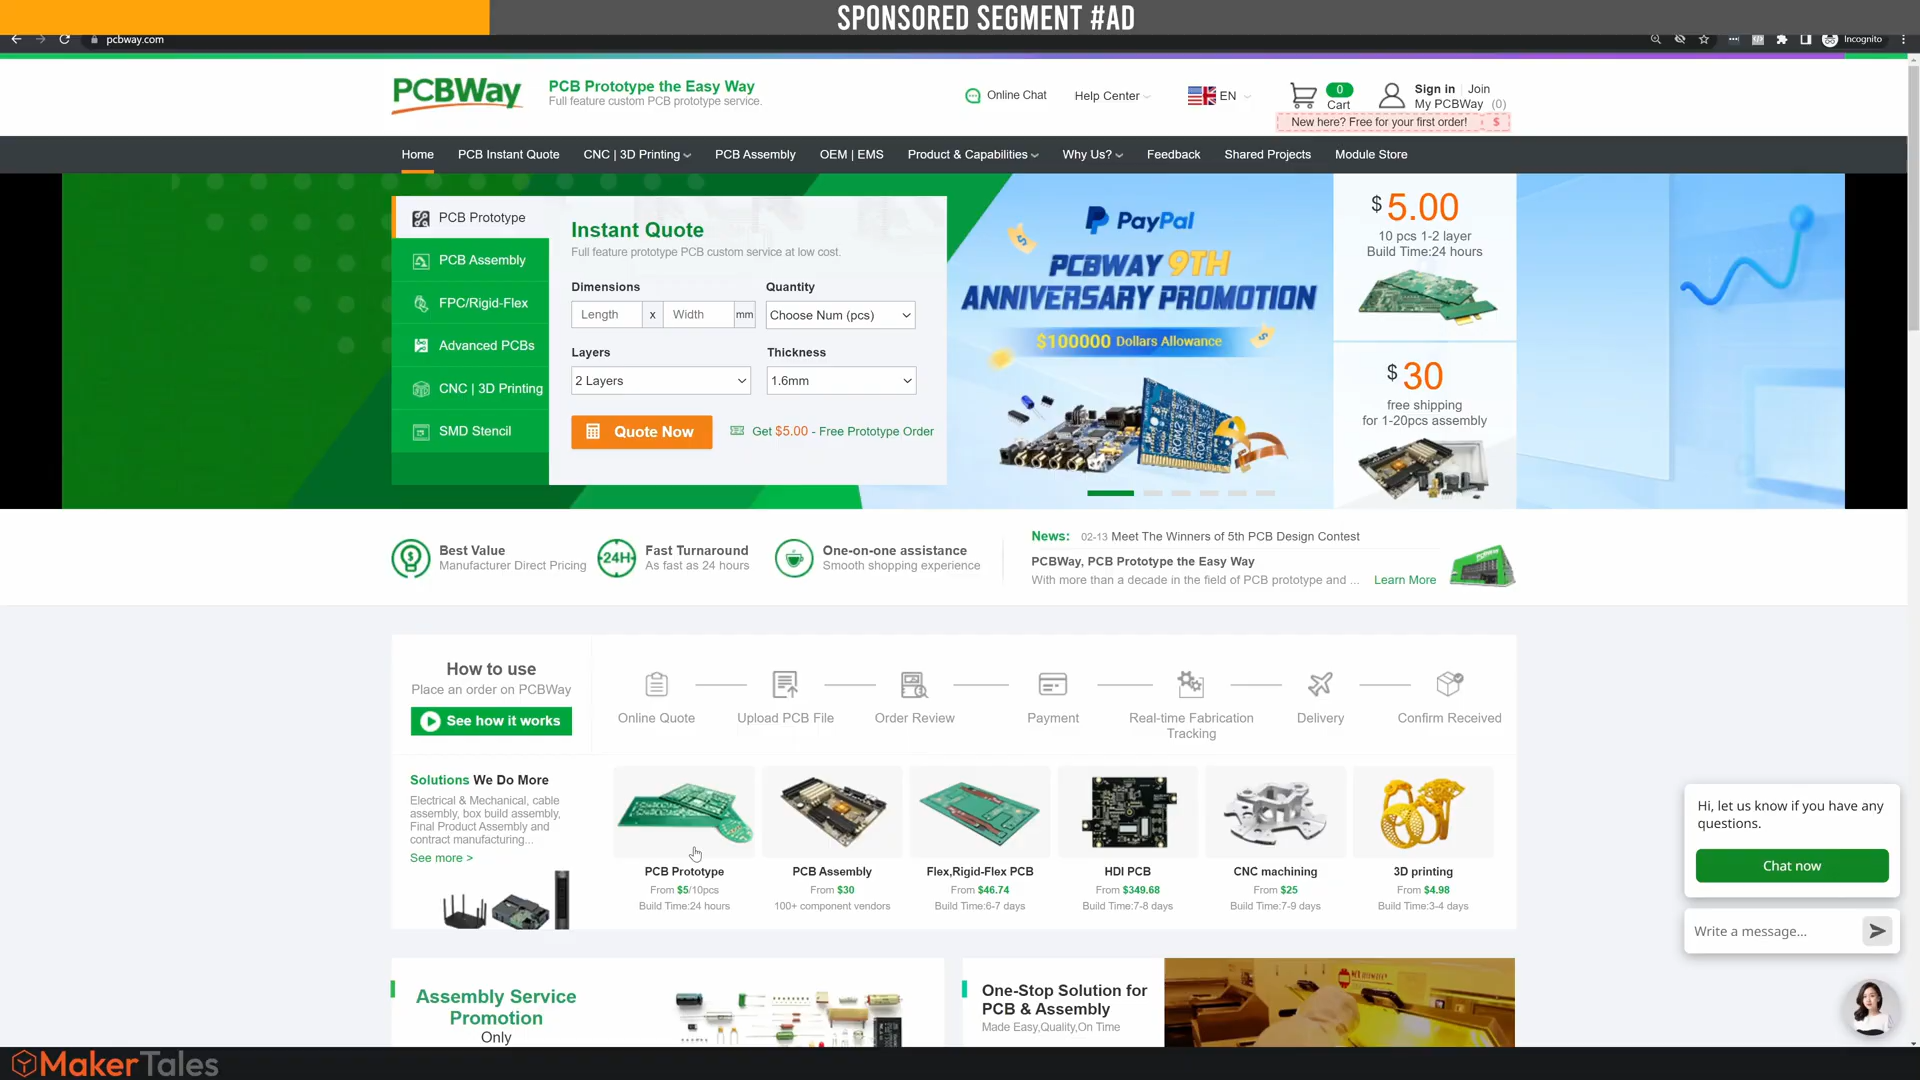 SPONSORED SEGMENT #AD
pcbway.com
Incognito
PCBWay
PCB Prototype the Easy Way
Full feature custom PCB prototype service.
Online Chat
Help Center
EN
0
Cart
Sign in
Join
My PCBWay (0)
New here? Free for your first order!
$
Home
PCB Instant Quote
CNC | 3D Printing
PCB Assembly
OEM | EMS
Product & Capabilities
Why Us?
Feedback
Shared Projects
Module Store
PCB Prototype
PCB Assembly
FPC/Rigid-Flex
Advanced PCBs
CNC | 3D Printing
SMD Stencil
Instant Quote
Full feature prototype PCB custom service at low cost.
Dimensions
Quantity
Length x Width mm
Choose Num (pcs)
Layers
Thickness
2 Layers
1.6mm
Quote Now
Get $5.00 - Free Prototype Order
PayPal
PCBWAY 9TH
ANNIVERSARY PROMOTION
$100000 Dollars Allowance
$ 5.00
10 pcs 1-2 layer
Build Time:24 hours
$ 30
free shipping
for 1-20pcs assembly
Best Value
Manufacturer Direct Pricing
24H
Fast Turnaround
As fast as 24 hours
One-on-one assistance
Smooth shopping experience
News: 02-13 Meet The Winners of 5th PCB Design Contest
PCBWay, PCB Prototype the Easy Way
With more than a decade in the field of PCB prototype and ... Learn More
How to use
Place an order on PCBWay
See how it works
Online Quote
Upload PCB File
Order Review
Payment
Real-time Fabrication
Tracking
Delivery
Confirm Received
Solutions We Do More
Electrical & Mechanical, cable
assembly, box build assembly,
Final Product Assembly and
contract manufacturing...
See more >
PCB Prototype
From $5/10pcs
Build Time:24 hours
PCB Assembly
From $30
100+ component vendors
Flex,Rigid-Flex PCB
From $46.74
Build Time:6-7 days
HDI PCB
From $349.68
Build Time:7-8 days
CNC machining
From $25
Build Time:7-9 days
3D printing
From $4.98
Build Time:3-4 days
Hi, let us know if you have any
questions.
Chat now
Write a message...
Assembly Service
Promotion
Only
One-Stop Solution for
PCB & Assembly
Made Easy,Quality,On Time
MakerTales